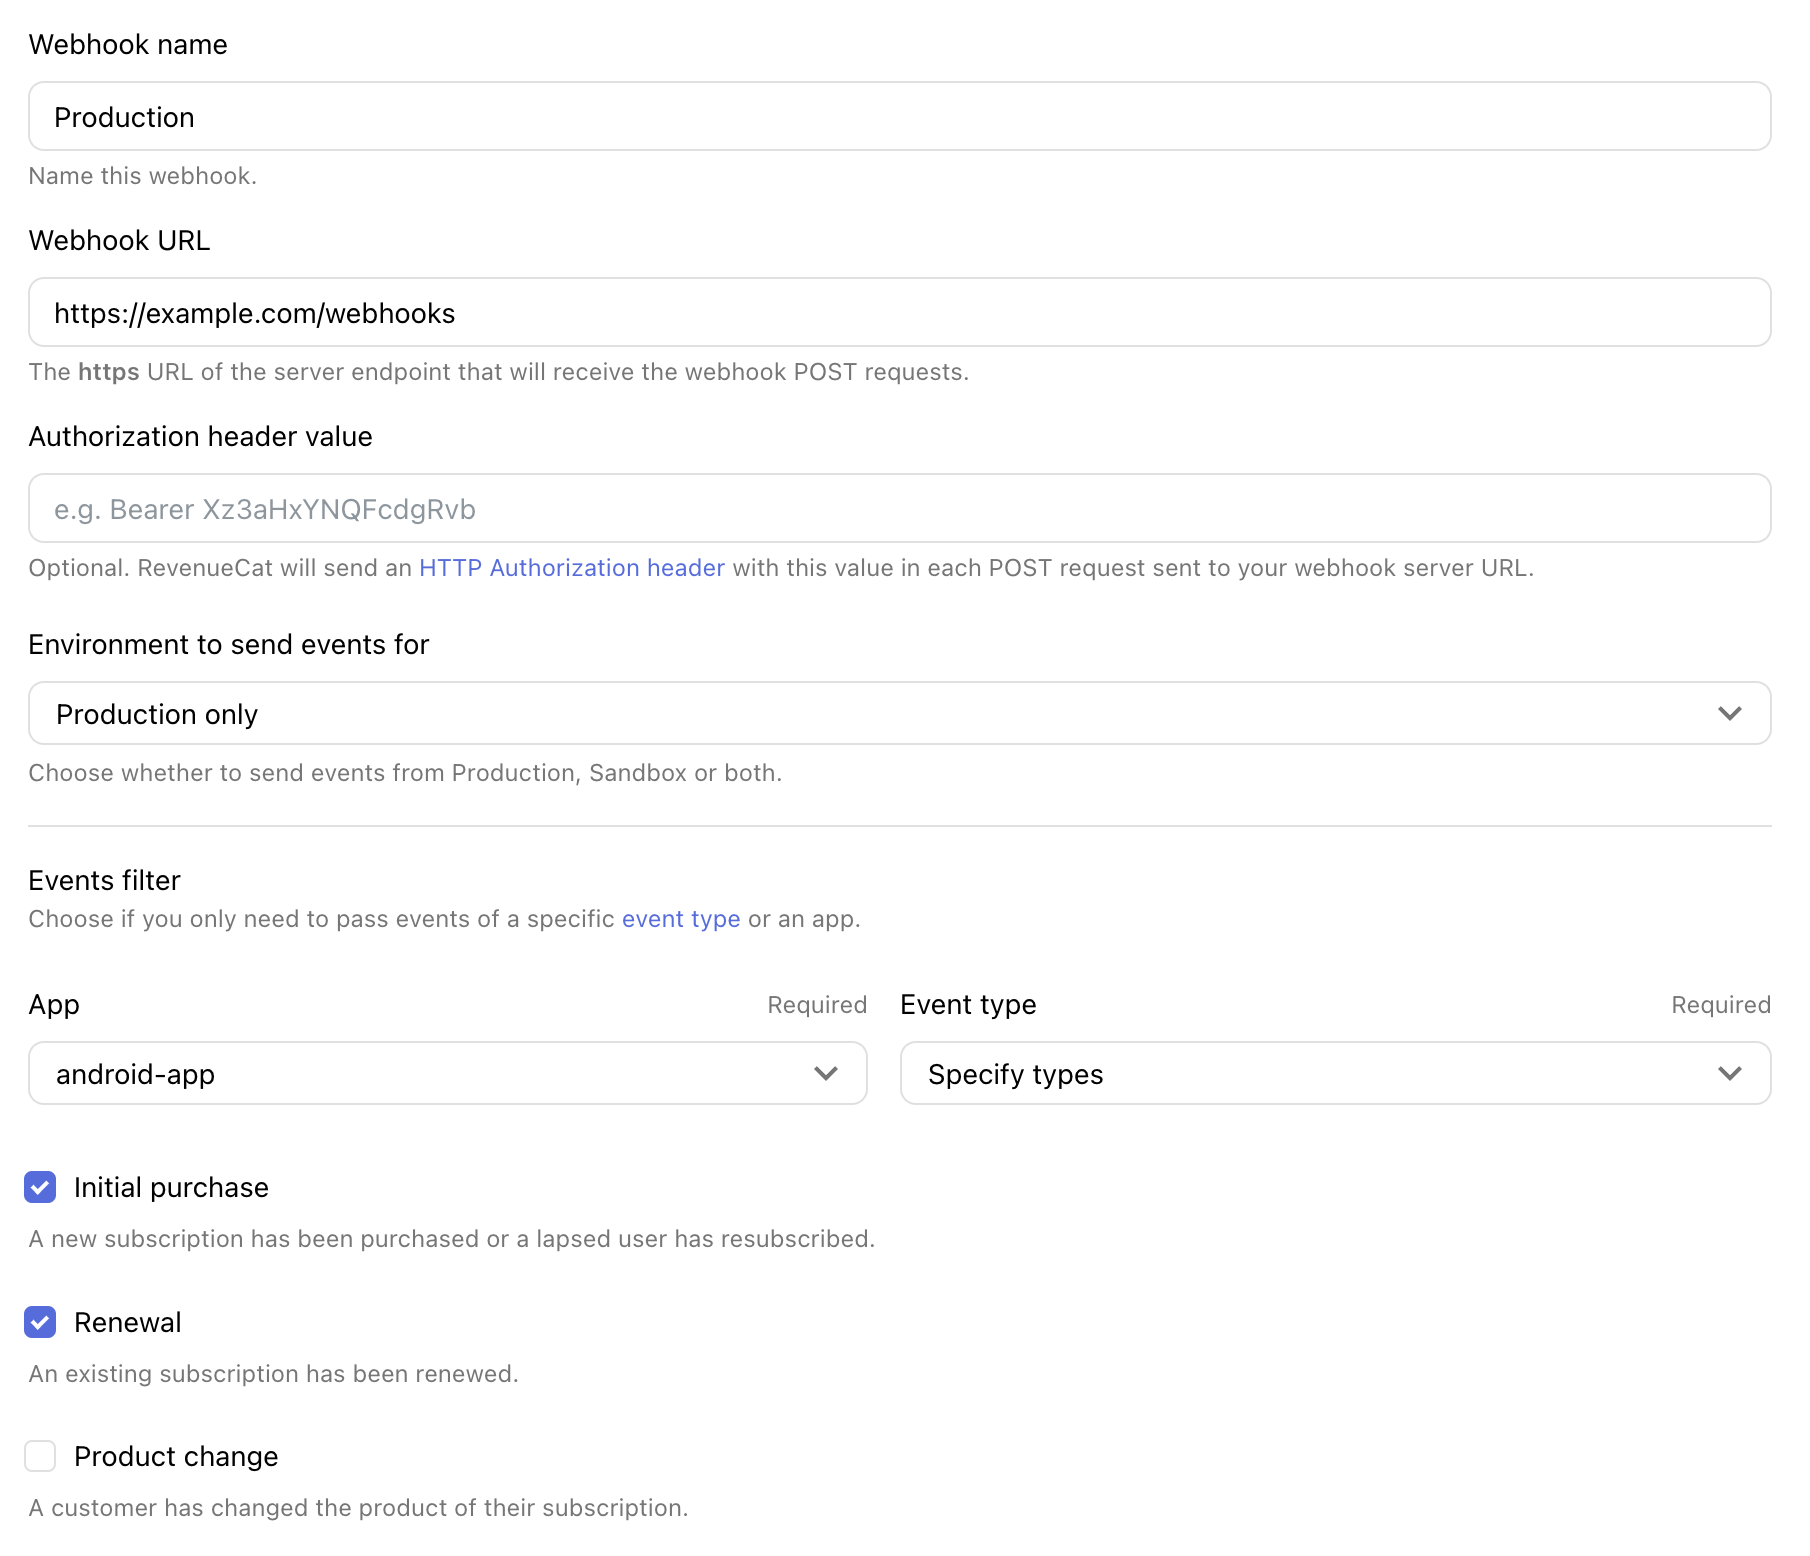 Webhook name
Production
Name this webhook.
Webhook URL
https://example.com/webhooks
The https URL of the server endpoint that will receive the webhook POST requests.
Authorization header value
e.g. Bearer Xz3aHxYNQFcdgRvb
Optional. RevenueCat will send an HTTP Authorization header with this value in each POST request sent to your webhook server URL.
Environment to send events for
Production only
Choose whether to send events from Production, Sandbox or both.
Events filter
Choose if you only need to pass events of a specific event type or an app.
App Required Event type Required
android-app Specify types
Initial purchase
A new subscription has been purchased or a lapsed user has resubscribed.
Renewal
An existing subscription has been renewed.
Product change
A customer has changed the product of their subscription.